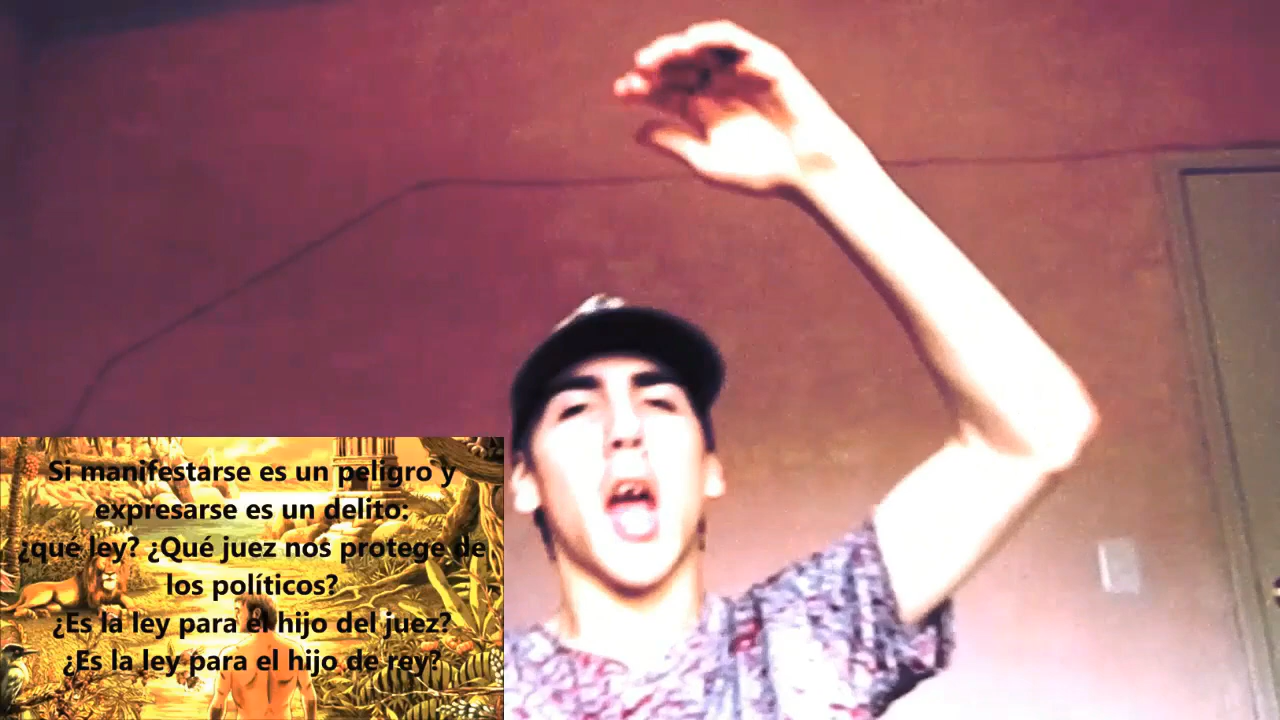 Si manifestarse es un peligro y
expresarse es un delito:
¿qué ley? ¿Qué juez nos protege de
los políticos?
¿Es la ley para el hijo del juez?
¿Es la ley para el hijo de rey?